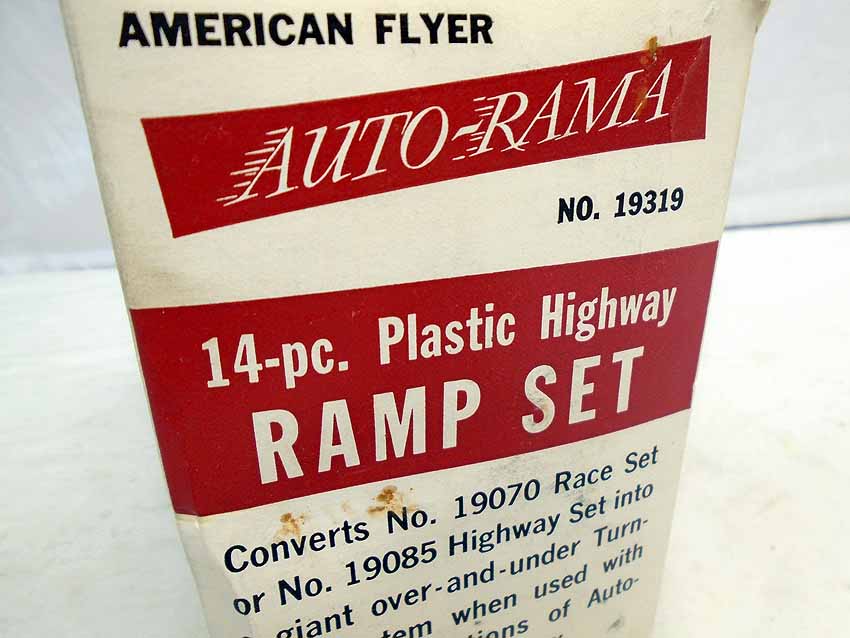 AMERICAN FLYER
AUTO-RAMA
NO. 19319
14-pc. Plastic Highway
RAMP SET
Converts No. 19070 Race Set
or No. 19085 Highway Set into
giant over-and-under Turn-
when used with
of Auto-